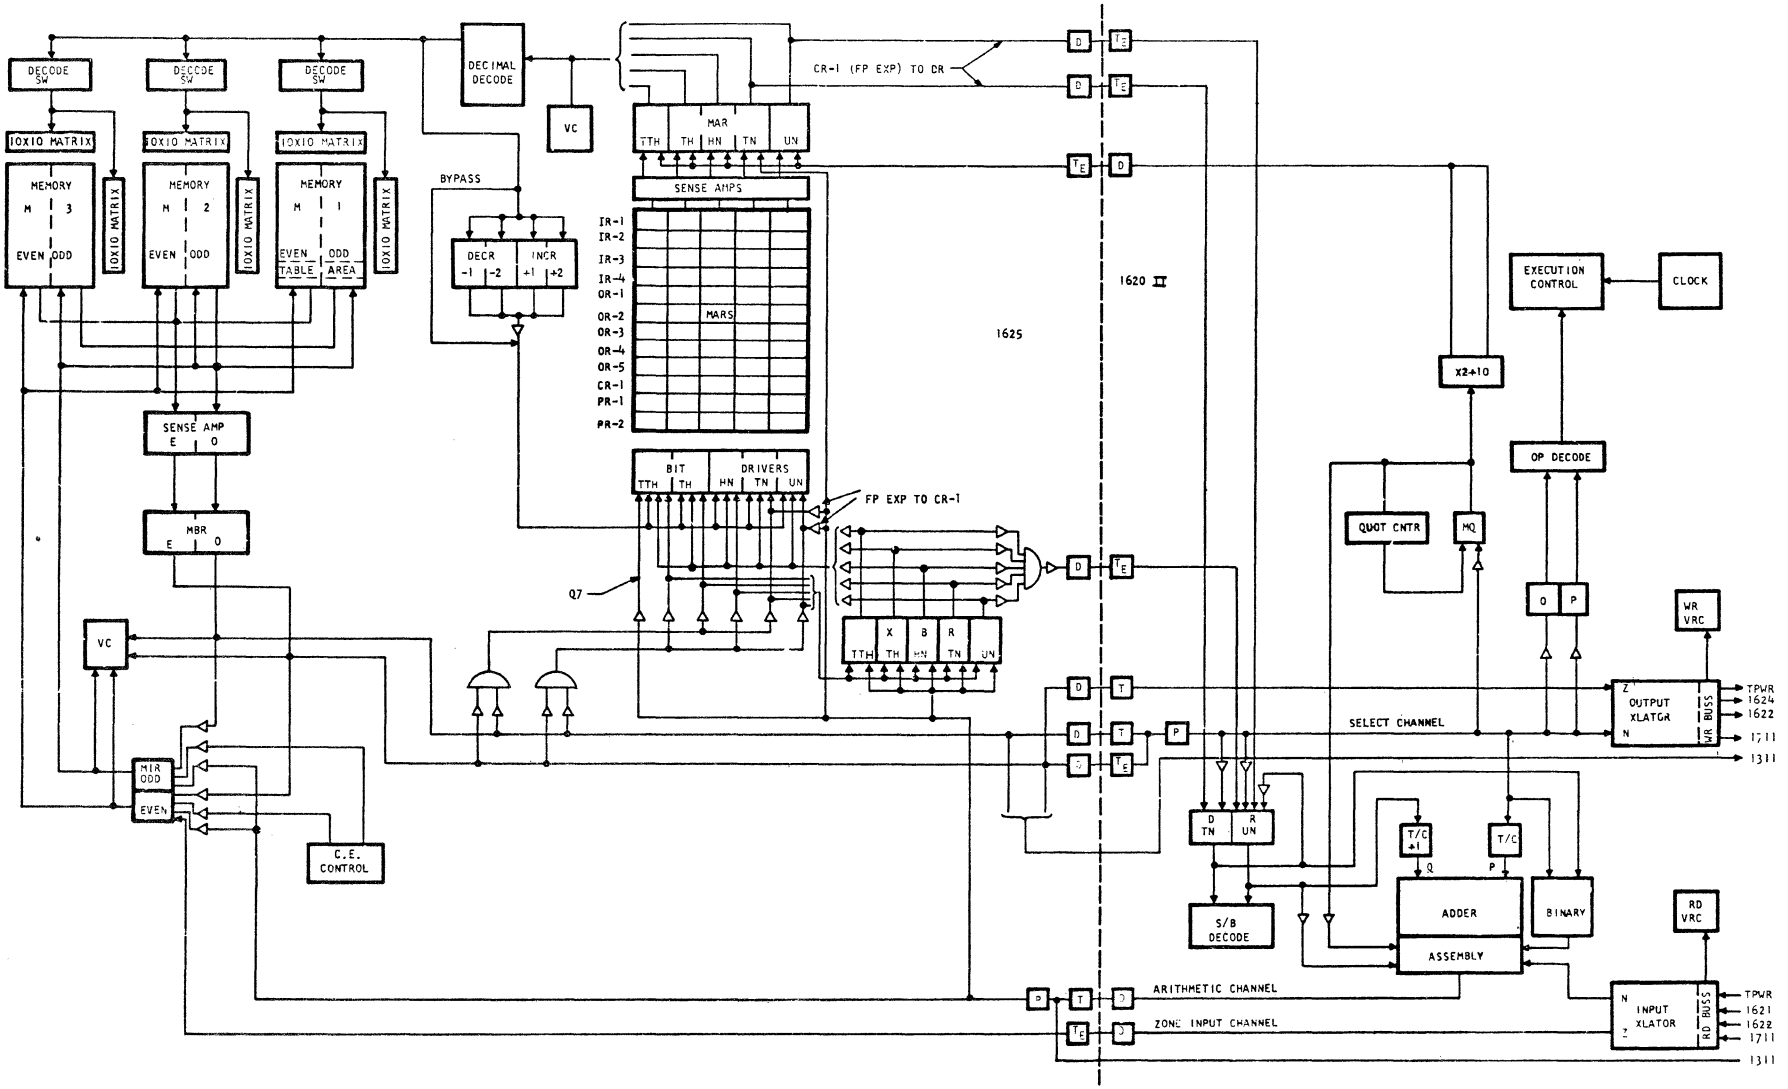 DECODE
SW
DECODE
SW
DECODE
SW
DECIMAL
DECODE
VC
CR-1 (FP EXP) TO DR
D
TE
D
TE
10X10 MATRIX
10X10 MATRIX
10X10 MATRIX
MAR
TTH TH HN TN UN
TE
D
MEMORY
M 3
EVEN ODD
10X10 MATRIX
MEMORY
M 2
EVEN ODD
10X10 MATRIX
MEMORY
M 1
EVEN ODD
TABLE AREA
10X10 MATRIX
BYPASS
DECR
-1 -2
INCR
+1 +2
SENSE AMPS
IR-1
IR-2
IR-3
IR-4
OR-1
OR-2
OR-3
OR-4
OR-5
CR-1
PR-1
PR-2
MARS
1625
1620 II
EXECUTION
CONTROL
CLOCK
X2+10
OP DECODE
QUOT CNTR
MQ
O
P
SENSE AMP
E O
MBR
E O
BIT DRIVERS
TTH TH HN TN UN
FP EXP TO CR-1
Q7
D
TE
X B R
TTH TH HN TN UN
WR
VRC
VC
D
T
D
T
P
D
TE
SELECT CHANNEL
Z
OUTPUT
XLATOR
N
WR BUSS
TPWR
1624
1622
1711
1311
MIR
ODD
EVEN
C.E.
CONTROL
D
TN
R
UN
S/B
DECODE
T/C
+1
T/C
Q
P
ADDER
ASSEMBLY
BINARY
RD
VRC
P
T
D
ARITHMETIC CHANNEL
TE
D
ZONE INPUT CHANNEL
N
INPUT
XLATOR
Z
RD BUSS
TPWR
1621
1622
1711
1311